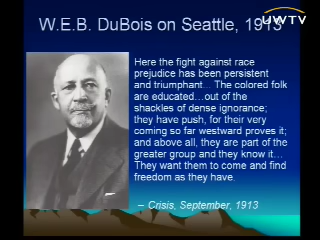 UWTV
W.E.B. DuBois on Seattle, 1913
Here the fight against race
prejudice has been persistent
and triumphant... The colored folk
are educated…out of the
shackles of dense ignorance;
they have push, for their very
coming so far westward proves it;
and above all, they are part of the
greater group and they know it…
They want them to come and find
freedom as they have.
– Crisis, September, 1913